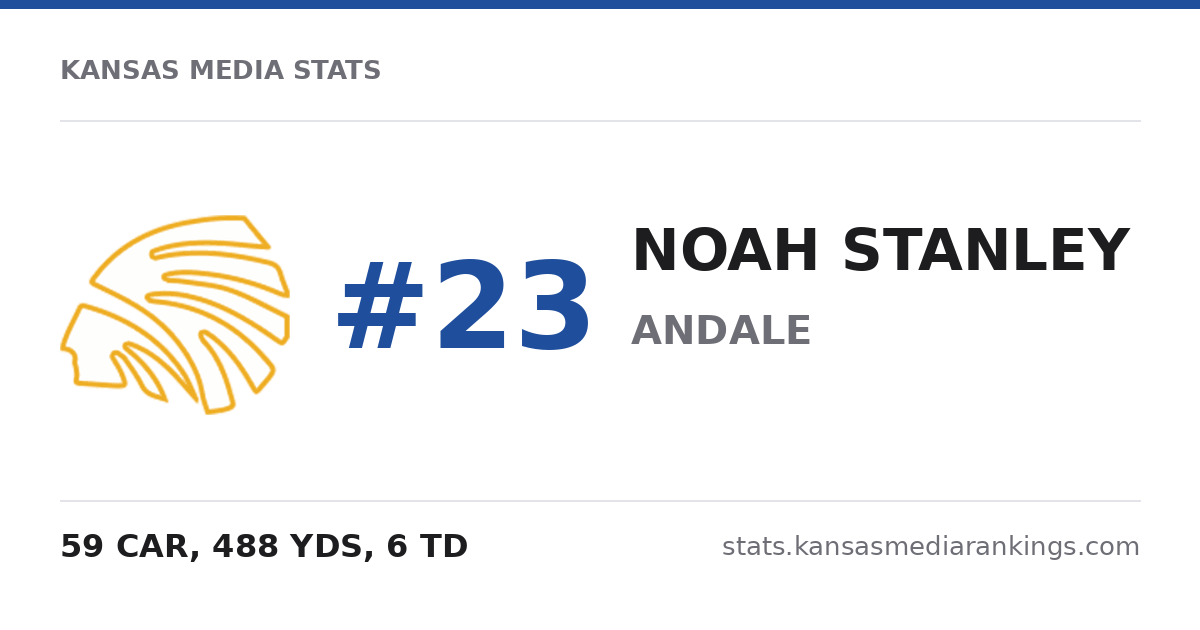 KANSAS MEDIA STATS
#23
NOAH STANLEY
ANDALE
59 CAR, 488 YDS, 6 TD
stats.kansasmediarankings.com